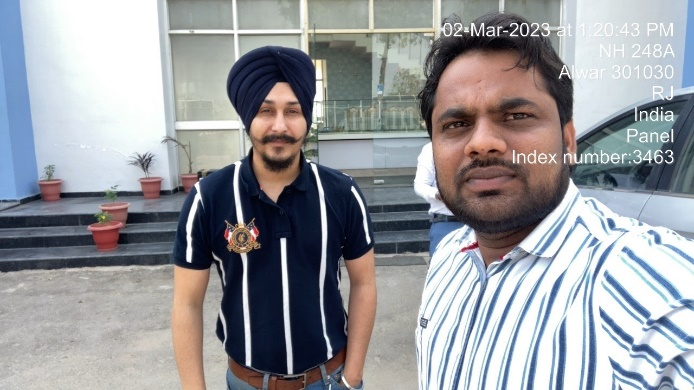 02-Mar-2023 at 1:20:43 PM
NH 248A
Alwar 301030
RJ
India
Panel
Index number:3463